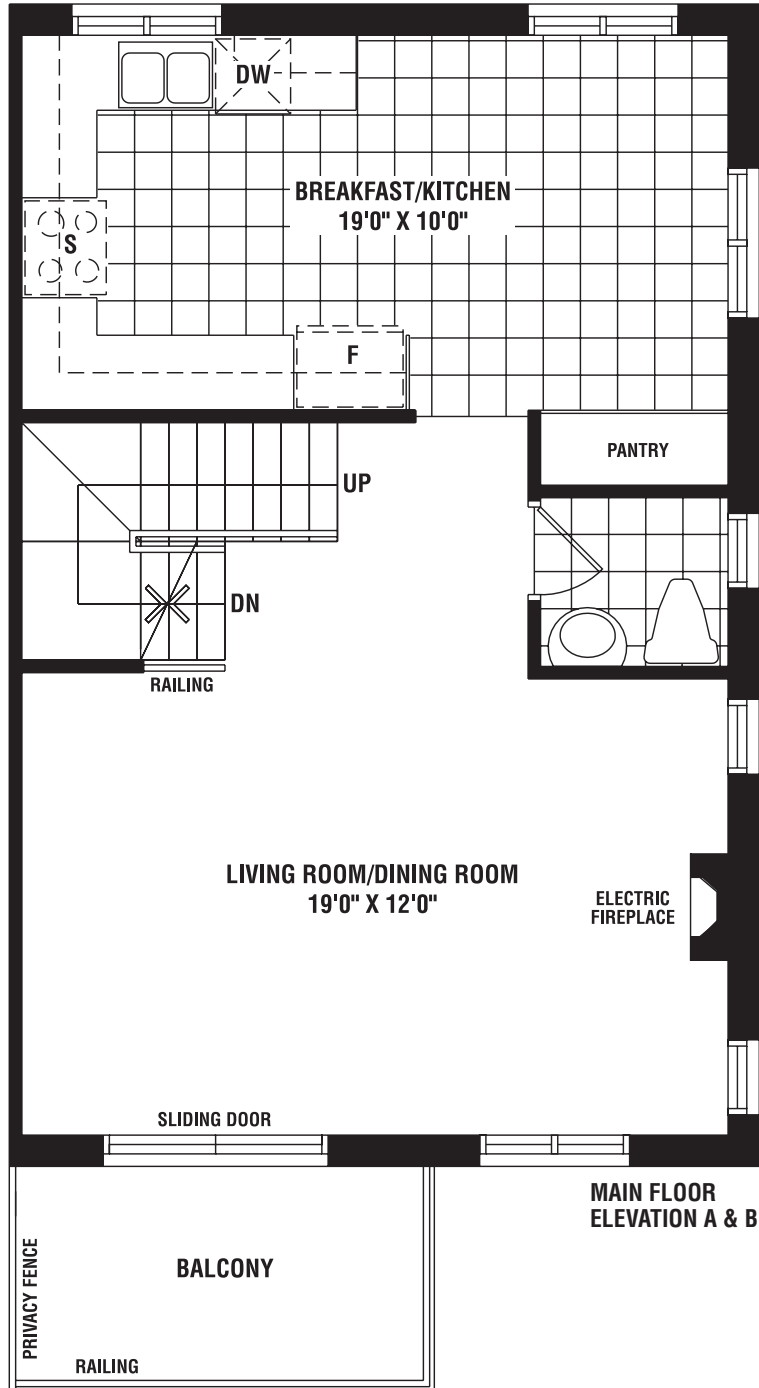 DW
BREAKFAST/KITCHEN
19'0" X 10'0"
S
F
PANTRY
UP
DN
RAILING
LIVING ROOM/DINING ROOM
19'0" X 12'0"
ELECTRIC
FIREPLACE
SLIDING DOOR
MAIN FLOOR
ELEVATION A & B
PRIVACY FENCE
BALCONY
RAILING